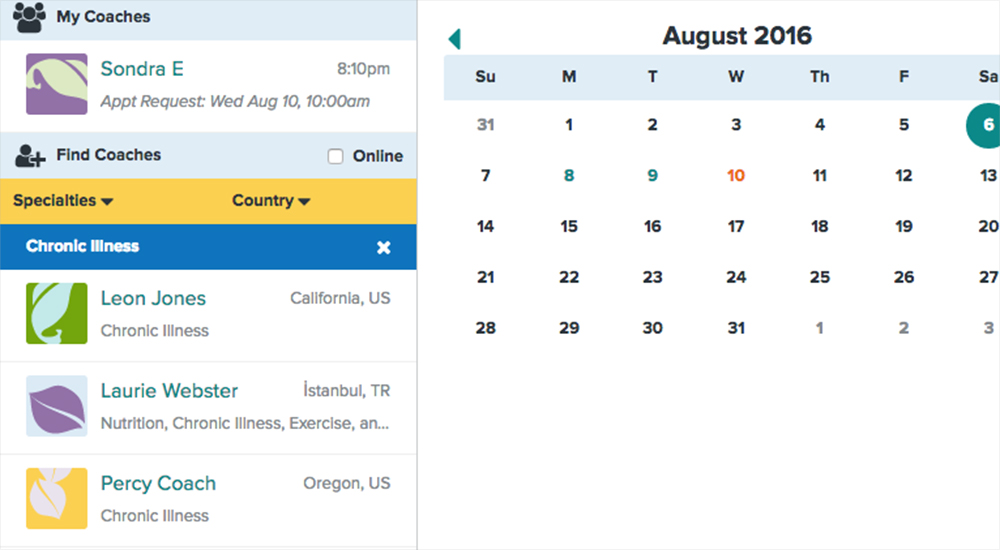 My Coaches
Sondra E 8:10pm
Appt Request: Wed Aug 10, 10:00am
Find Coaches Online
Specialties Country
Chronic Illness
Leon Jones California, US
Chronic Illness
Laurie Webster İstanbul, TR
Nutrition, Chronic Illness, Exercise, an...
Percy Coach Oregon, US
Chronic Illness
August 2016
Su M T W Th F Sa
31 1 2 3 4 5 6
7 8 9 10 11 12 13
14 15 16 17 18 19 20
21 22 23 24 25 26 27
28 29 30 31 1 2 3